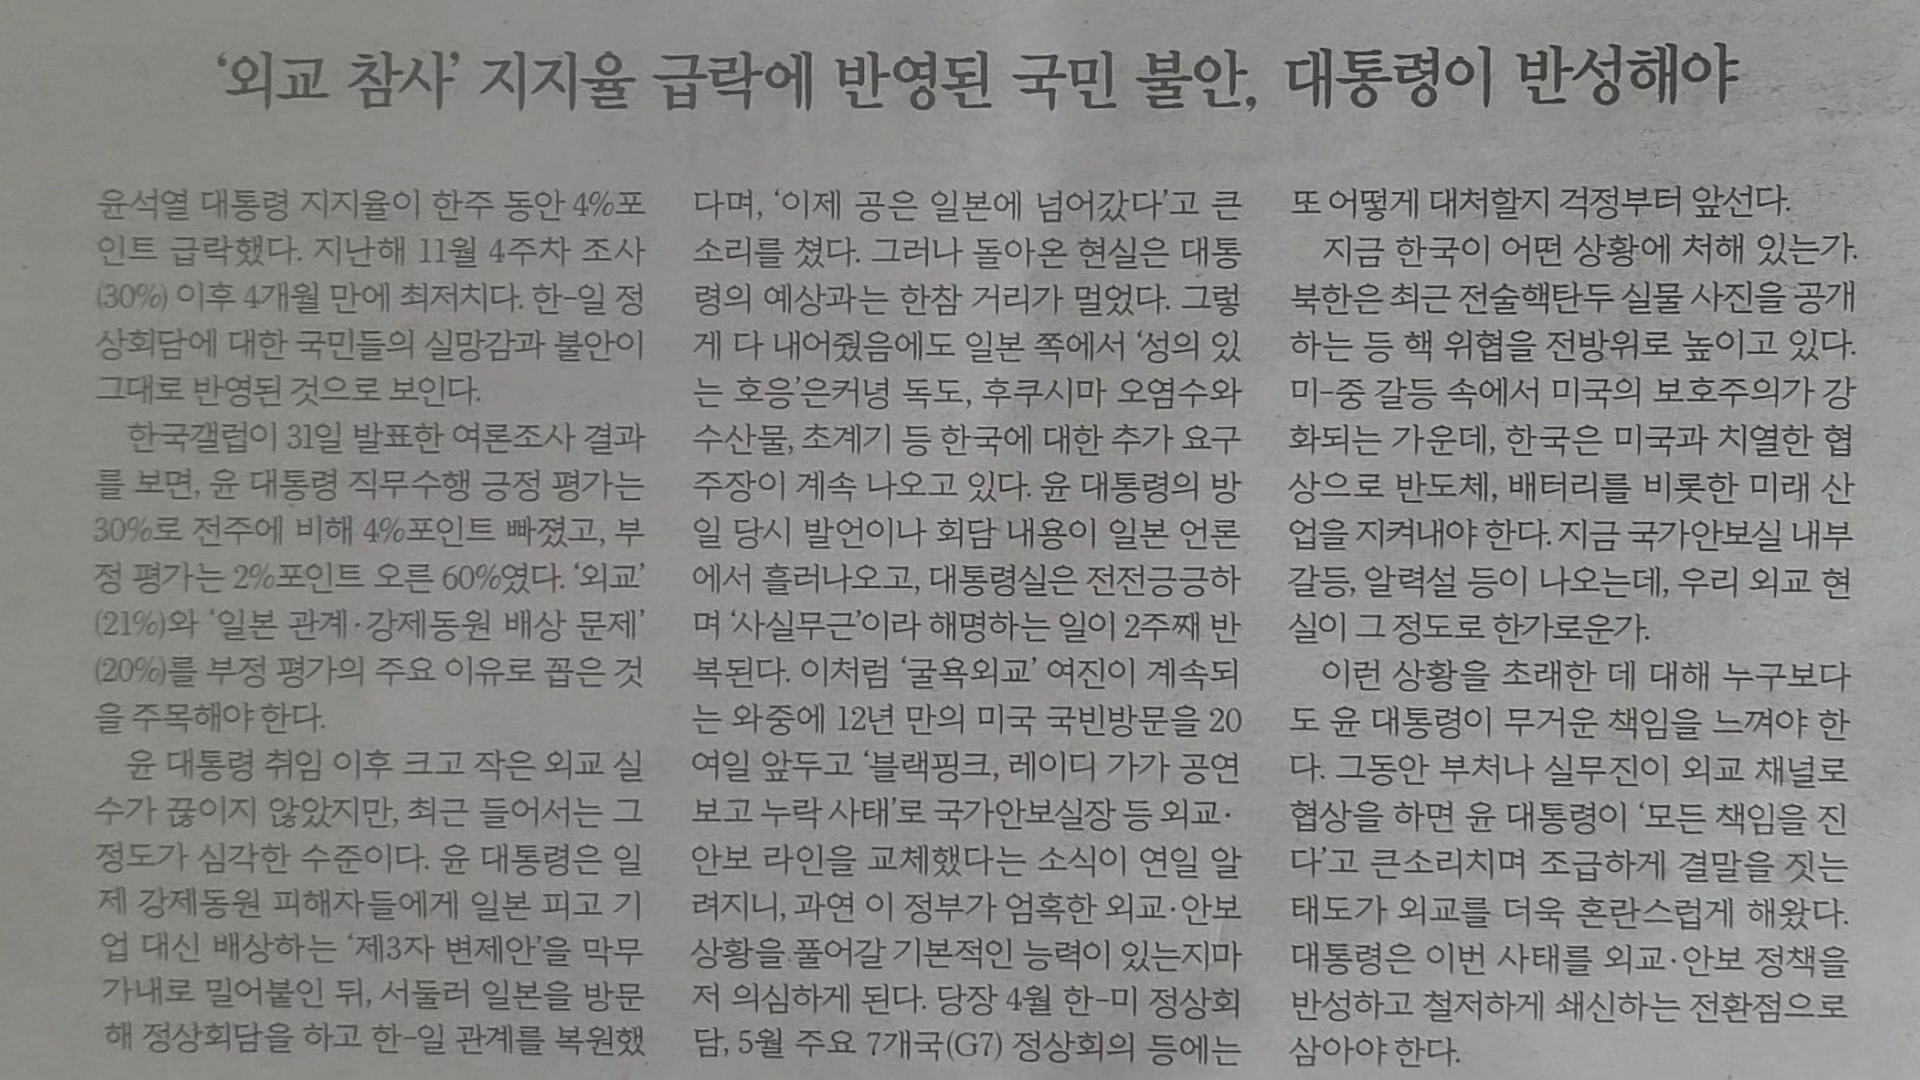 ‘외교 참사’ 지지율 급락에 반영된 국민 불안, 대통령이 반성해야
윤석열 대통령 지지율이 한주 동안 4%포
인트 급락했다. 지난해 11월 4주차 조사
(30%) 이후 4개월 만에 최저치다. 한-일 정
상회담에 대한 국민들의 실망감과 불안이
그대로 반영된 것으로 보인다.
한국갤럽이 31일 발표한 여론조사 결과
를 보면, 윤 대통령 직무수행 긍정 평가는
30%로 전주에 비해 4%포인트 빠졌고, 부
정 평가는 2%포인트 오른 60%였다. ‘외교’
(21%)와 ‘일본 관계·강제동원 배상 문제’
(20%)를 부정 평가의 주요 이유로 꼽은 것
을 주목해야 한다.
윤 대통령 취임 이후 크고 작은 외교 실
수가 끊이지 않았지만, 최근 들어서는 그
정도가 심각한 수준이다. 윤 대통령은 일
제 강제동원 피해자들에게 일본 피고 기
업 대신 배상하는 ‘제3자 변제안’을 막무
가내로 밀어붙인 뒤, 서둘러 일본을 방문
해 정상회담을 하고 한-일 관계를 복원했
다며, ‘이제 공은 일본에 넘어갔다’고 큰
소리를 쳤다. 그러나 돌아온 현실은 대통
령의 예상과는 한참 거리가 멀었다. 그렇
게 다 내어줬음에도 일본 쪽에서 ‘성의 있
는 호응’은커녕 독도, 후쿠시마 오염수와
수산물, 초계기 등 한국에 대한 추가 요구
주장이 계속 나오고 있다. 윤 대통령의 방
일 당시 발언이나 회담 내용이 일본 언론
에서 흘러나오고, 대통령실은 전전긍긍하
며 ‘사실무근’이라 해명하는 일이 2주째 반
복된다. 이처럼 ‘굴욕외교’ 여진이 계속되
는 와중에 12년 만의 미국 국빈방문을 20
여일 앞두고 ‘블랙핑크, 레이디 가가 공연
보고 누락 사태’로 국가안보실장 등 외교·
안보 라인을 교체했다는 소식이 연일 알
려지니, 과연 이 정부가 엄혹한 외교·안보
상황을 풀어갈 기본적인 능력이 있는지마
저 의심하게 된다. 당장 4월 한-미 정상회
담, 5월 주요 7개국(G7) 정상회의 등에는
또 어떻게 대처할지 걱정부터 앞선다.
지금 한국이 어떤 상황에 처해 있는가.
북한은 최근 전술핵탄두 실물 사진을 공개
하는 등 핵 위협을 전방위로 높이고 있다.
미-중 갈등 속에서 미국의 보호주의가 강
화되는 가운데, 한국은 미국과 치열한 협
상으로 반도체, 배터리를 비롯한 미래 산
업을 지켜내야 한다. 지금 국가안보실 내부
갈등, 알력설 등이 나오는데, 우리 외교 현
실이 그 정도로 한가로운가.
이런 상황을 초래한 데 대해 누구보다
도 윤 대통령이 무거운 책임을 느껴야 한
다. 그동안 부처나 실무진이 외교 채널로
협상을 하면 윤 대통령이 ‘모든 책임을 진
다’고 큰소리치며 조급하게 결말을 짓는
태도가 외교를 더욱 혼란스럽게 해왔다.
대통령은 이번 사태를 외교·안보 정책을
반성하고 철저하게 쇄신하는 전환점으로
삼아야 한다.